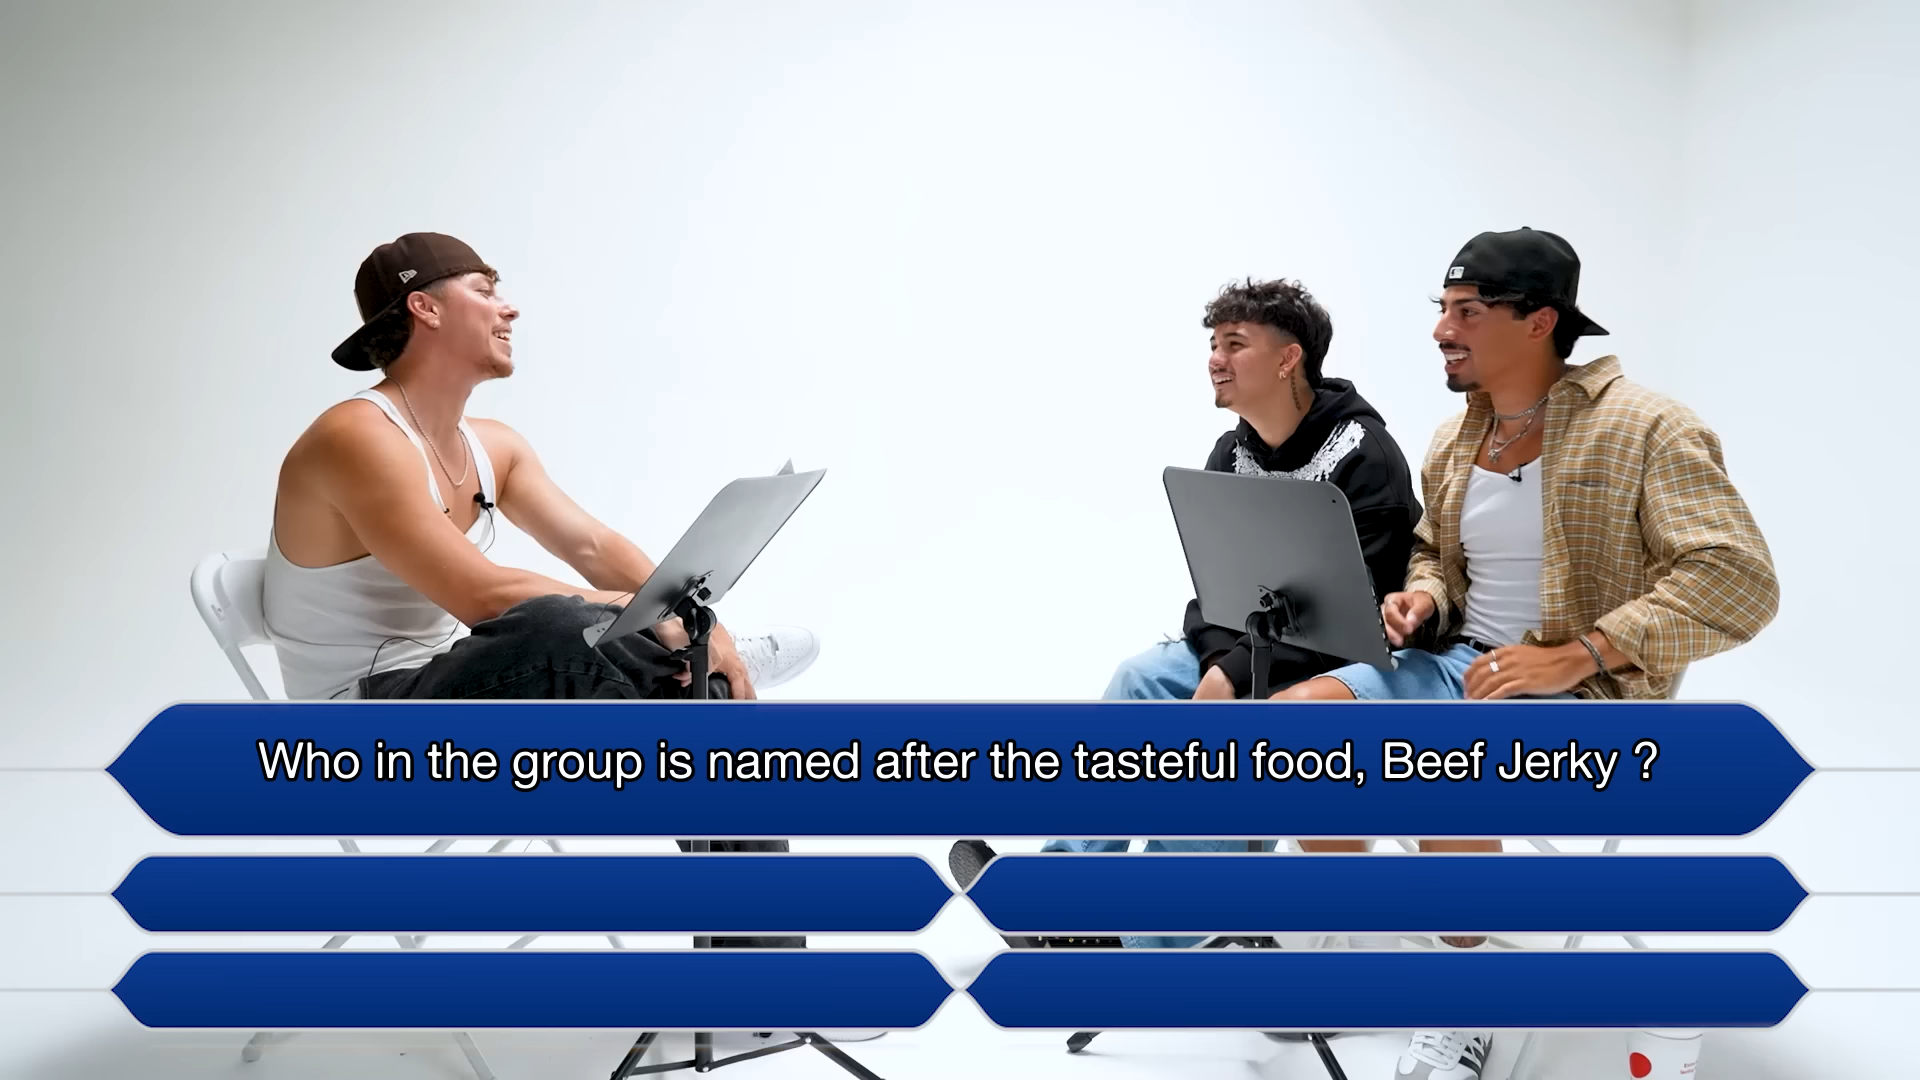 Who in the group is named after the tasteful food, Beef Jerky ?